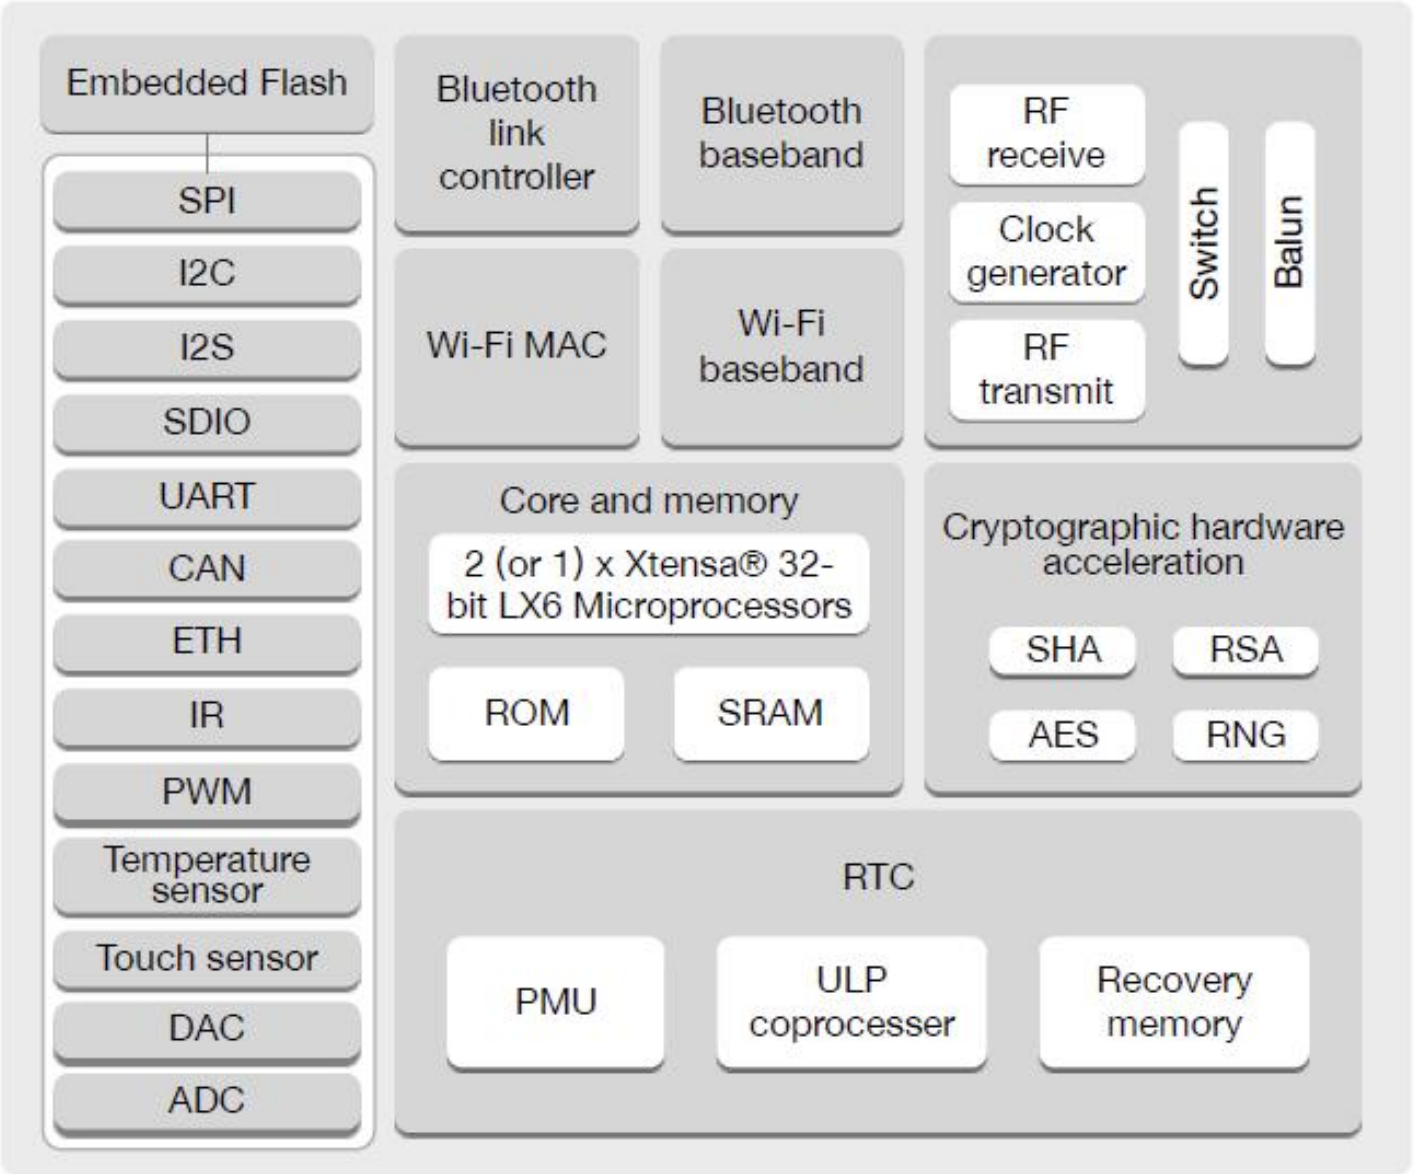 Embedded Flash
SPI
I2C
I2S
SDIO
UART
CAN
ETH
IR
PWM
Temperature
sensor
Touch sensor
DAC
ADC
Bluetooth
link
controller
Bluetooth
baseband
Wi-Fi MAC
Wi-Fi
baseband
RF
receive
Clock
generator
RF
transmit
Switch
Balun
Core and memory
2 (or 1) x Xtensa® 32-
bit LX6 Microprocessors
ROM
SRAM
Cryptographic hardware
acceleration
SHA
RSA
AES
RNG
RTC
PMU
ULP
coprocesser
Recovery
memory